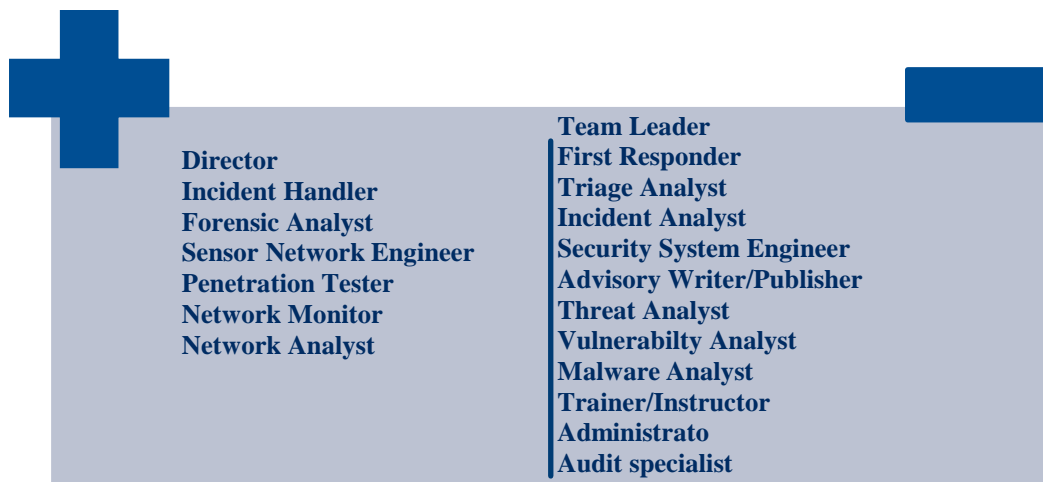 Director
Incident Handler
Forensic Analyst
Sensor Network Engineer
Penetration Tester
Network Monitor
Network Analyst
Team Leader
First Responder
Triage Analyst
Incident Analyst
Security System Engineer
Advisory Writer/Publisher
Threat Analyst
Vulnerabilty Analyst
Malware Analyst
Trainer/Instructor
Administrato
Audit specialist